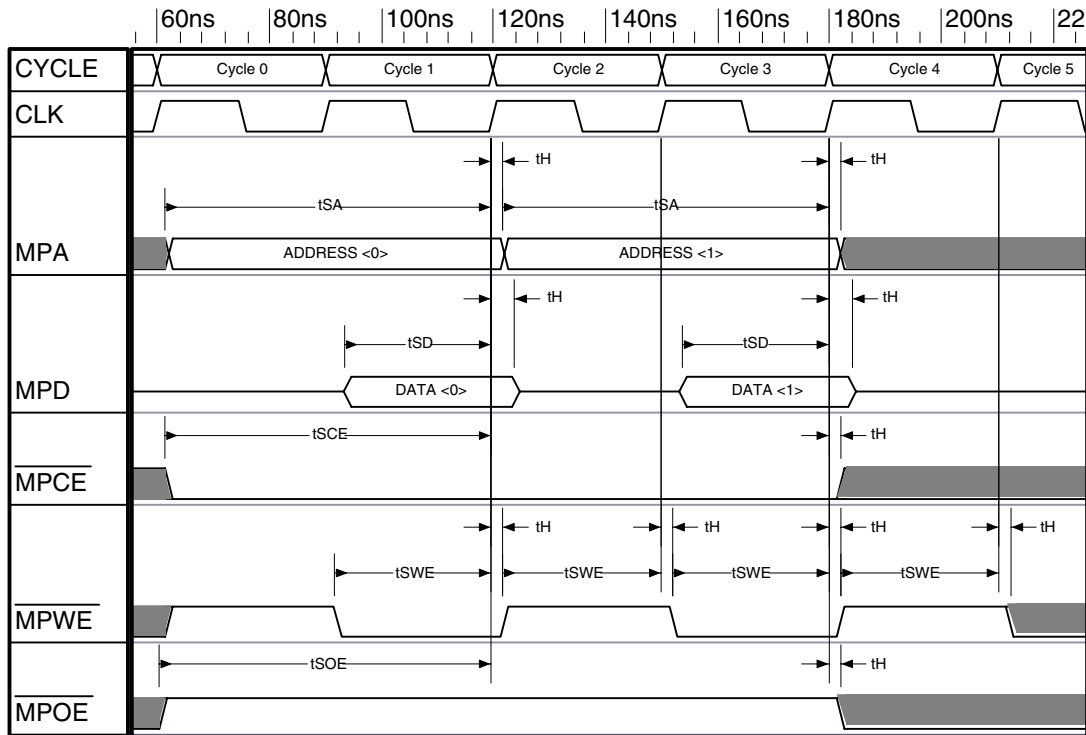 60ns 80ns 100ns 120ns 140ns 160ns 180ns 200ns 22
CYCLE Cycle 0 Cycle 1 Cycle 2 Cycle 3 Cycle 4 Cycle 5
CLK
tH tH
tSA tSA
MPA ADDRESS <0> ADDRESS <1>
tH tH
tSD tSD
MPD DATA <0> DATA <1>
tSCE tH
MPCE
tH tH tH tH
tSWE tSWE tSWE tSWE
MPWE
tSOE tH
MPOE